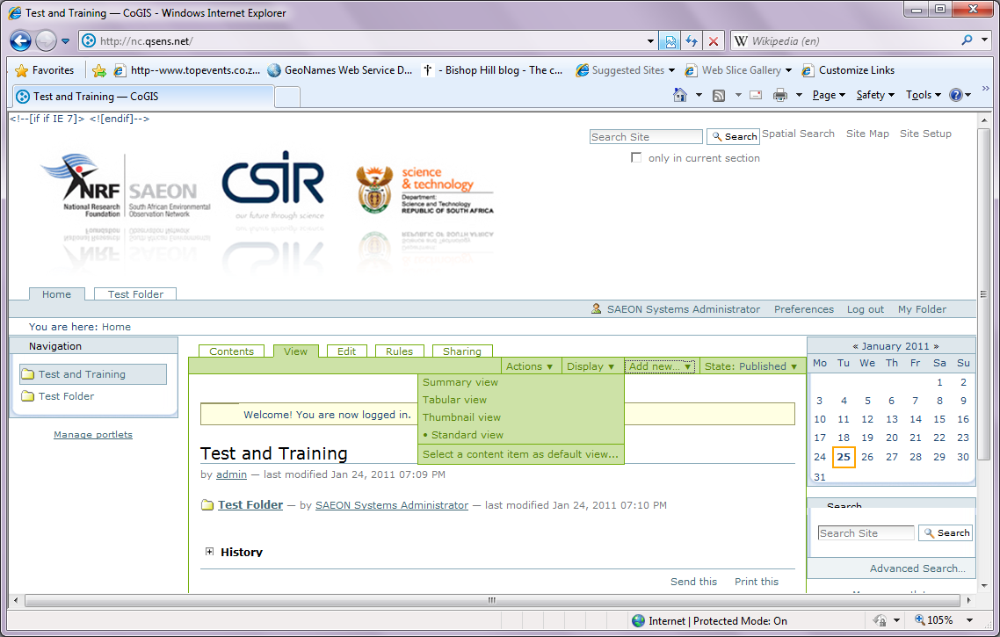 Test and Training — CoGIS - Windows Internet Explorer
http://nc.qsens.net/
Wikipedia (en)
Favorites http--www.topevents.co.z... GeoNames Web Service D... † - Bishop Hill blog - The c... Suggested Sites Web Slice Gallery Customize Links
Test and Training — CoGIS
Page Safety Tools
<!--[if if IE 7]> <![endif]-->
Search Site Search Spatial Search Site Map Site Setup
only in current section
NRF
National Research
Foundation
SAEON
South African Environmental
Observation Network
CSIR
our future through science
science
& technology
Department:
Science and Technology
REPUBLIC OF SOUTH AFRICA
Home Test Folder
SAEON Systems Administrator Preferences Log out My Folder
You are here: Home
Navigation
Test and Training
Test Folder
Manage portlets
Contents View Edit Rules Sharing
Actions ▼ Display ▼ Add new... ▼ State: Published ▼
Summary view
Tabular view
Thumbnail view
• Standard view
Select a content item as default view...
Welcome! You are now logged in.
Test and Training
by admin — last modified Jan 24, 2011 07:09 PM
Test Folder — by SAEON Systems Administrator — last modified Jan 24, 2011 07:10 PM
History
Send this Print this
« January 2011 »
Mo Tu We Th Fr Sa Su
1 2
3 4 5 6 7 8 9
10 11 12 13 14 15 16
17 18 19 20 21 22 23
24 25 26 27 28 29 30
31
Search
Search Site Search
Advanced Search...
Internet | Protected Mode: On
105%